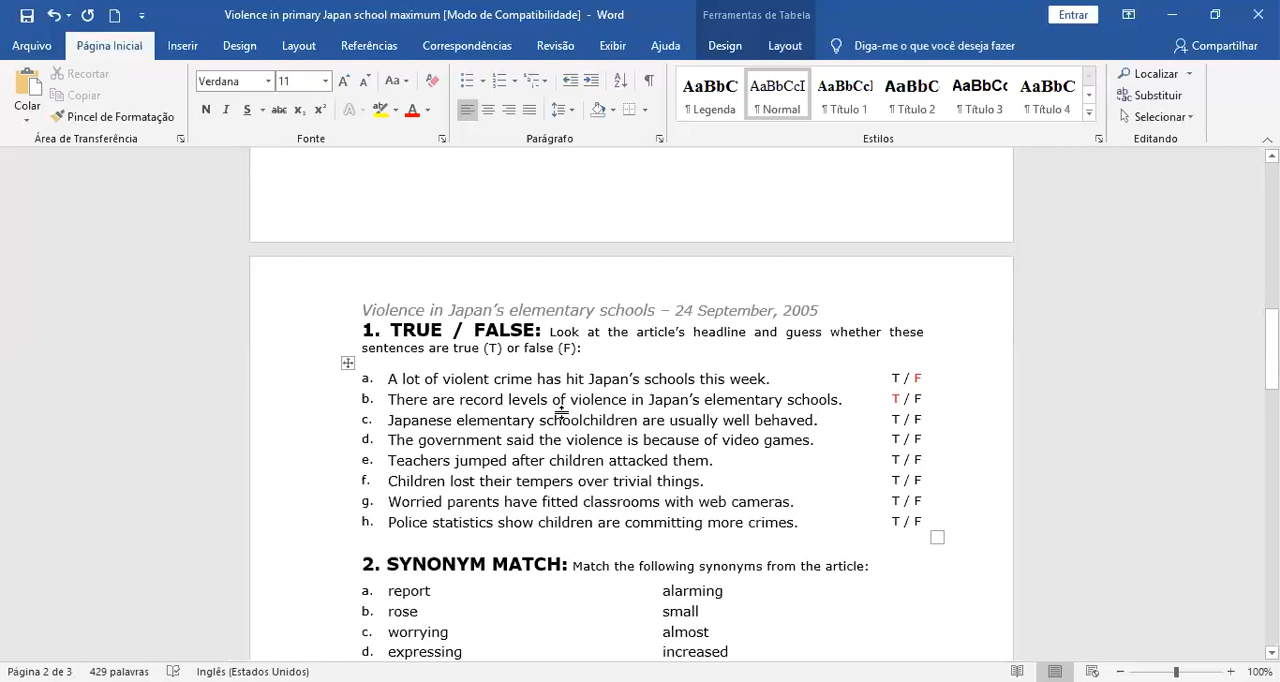 Violence in primary Japan school maximum [Modo de Compatibilidade] - Word
Ferramentas de Tabela
Entrar
Arquivo Página Inicial Inserir Design Layout Referências Correspondências Revisão Exibir Ajuda Design Layout Diga-me o que você deseja fazer Compartilhar
Colar
Recortar
Copiar
Pincel de Formatação
Área de Transferência
Verdana 11
N I S abc x₂ x²
Fonte
Parágrafo
AaBbC AaBbCcI AaBbCcl AaBbC AaBbCc AaBbC
¶ Legenda ¶ Normal ¶ Título 1 ¶ Título 2 ¶ Título 3 ¶ Título 4
Estilos
Localizar
Substituir
Selecionar
Editando
Violence in Japan’s elementary schools – 24 September, 2005
1. TRUE / FALSE: Look at the article’s headline and guess whether these
sentences are true (T) or false (F):
a. A lot of violent crime has hit Japan’s schools this week. T / F
b. There are record levels of violence in Japan’s elementary schools. T / F
c. Japanese elementary schoolchildren are usually well behaved. T / F
d. The government said the violence is because of video games. T / F
e. Teachers jumped after children attacked them. T / F
f. Children lost their tempers over trivial things. T / F
g. Worried parents have fitted classrooms with web cameras. T / F
h. Police statistics show children are committing more crimes. T / F
2. SYNONYM MATCH: Match the following synonyms from the article:
a. report alarming
b. rose small
c. worrying almost
d. expressing increased
Página 2 de 3 429 palavras Inglês (Estados Unidos) 100%